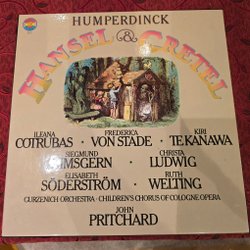 HUMPERDINCK
HANSEL & GRETEL
ILEANA COTRUBAS · FREDERICA VON STADE · KIRI TE KANAWA
SIEGMUND NIMSGERN · CHRISTA LUDWIG
ELISABETH SÖDERSTRÖM · RUTH WELTING
GURZENICH ORCHESTRA · CHILDREN'S CHORUS OF COLOGNE OPERA
JOHN
PRITCHARD